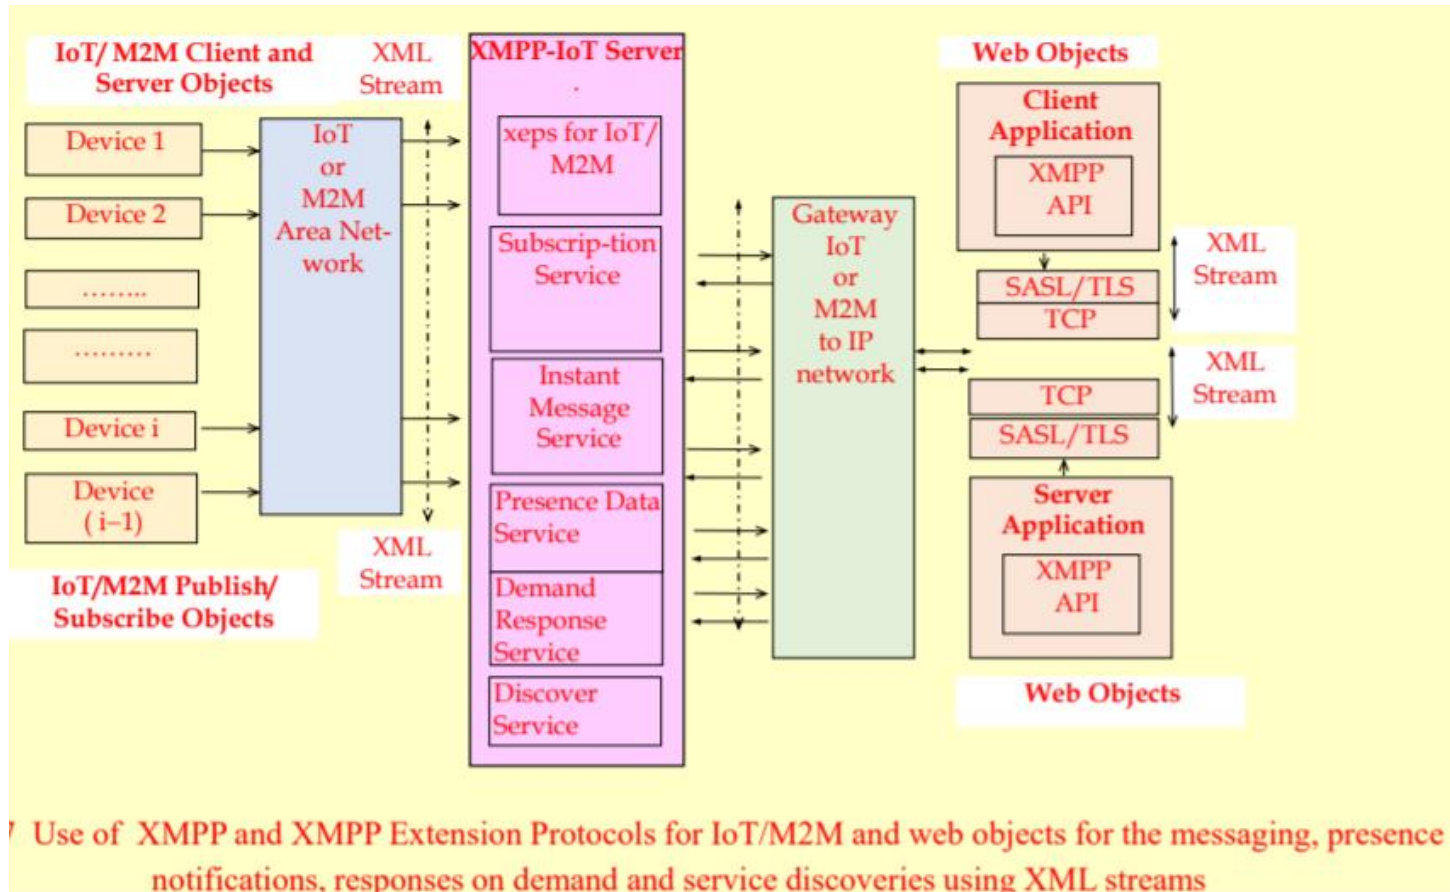 IoT/ M2M Client and
Server Objects
XML
Stream
Device 1
Device 2
……..
………
Device i
Device
( i–1)
IoT/M2M Publish/
Subscribe Objects
IoT
or
M2M
Area Net-
work
XML
Stream
XMPP-IoT Server
.
xeps for IoT/
M2M
Subscrip-tion
Service
Instant
Message
Service
Presence Data
Service
Demand
Response
Service
Discover
Service
Gateway
IoT
or
M2M
to IP
network
Web Objects
Client
Application
XMPP
API
SASL/TLS
TCP
XML
Stream
XML
Stream
TCP
SASL/TLS
Server
Application
XMPP
API
Web Objects
Use of XMPP and XMPP Extension Protocols for IoT/M2M and web objects for the messaging, presence
notifications, responses on demand and service discoveries using XML streams